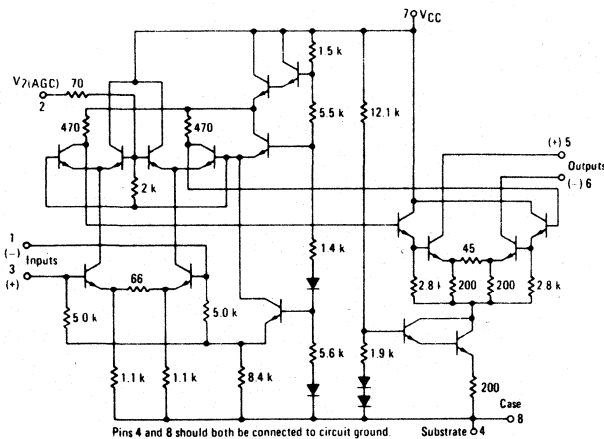 7 VCC
1.5 k
V2(AGC) 70
2
470
470
5.5 k
12.1 k
(+) 5
Outputs
(−) 6
2 k
1
(−)
Inputs
3
(+)
66
1.4 k
45
2.8 k
200
200
2.8 k
5.0 k
5.0 k
5.6 k
1.9 k
1.1 k
1.1 k
8.4 k
200
Case
8
Substrate 4
Pins 4 and 8 should both be connected to circuit ground.